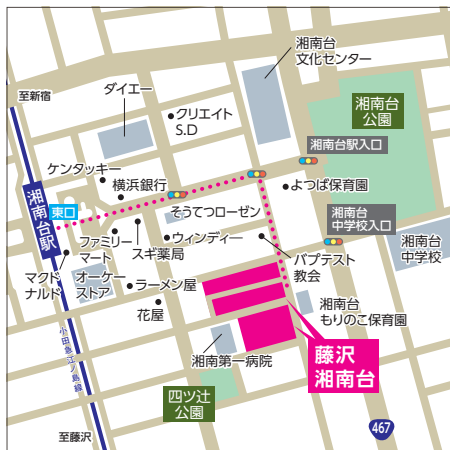 湘南台
文化センター
至新宿
ダイエー
クリエイト
S.D
湘南台
公園
湘南台駅入口
ケンタッキー
横浜銀行
よつば保育園
湘南台駅
東口
そうてつローゼン
湘南台
中学校入口
ファミリー
マート
スギ薬局
ウィンディー
湘南台
中学校
マクド
ナルド
オーケー
ストア
バプテスト
教会
ラーメン屋
花屋
湘南台
もりのこ保育園
小田急江ノ島線
湘南第一病院
藤沢
湘南台
四ツ辻
公園
至藤沢
467